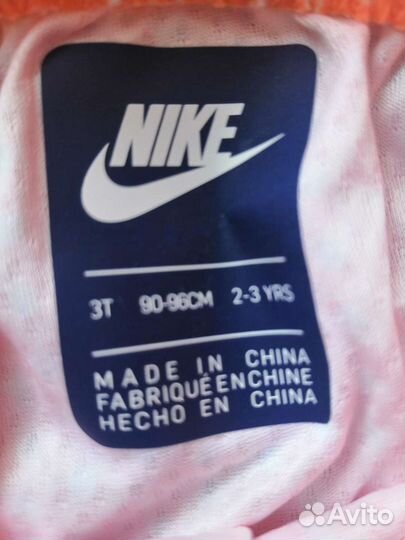 NIKE
3T 90-96CM 2-3 YRS
MADE IN CHINA
FABRIQUÉ EN CHINE
HECHO EN CHINA
Avito